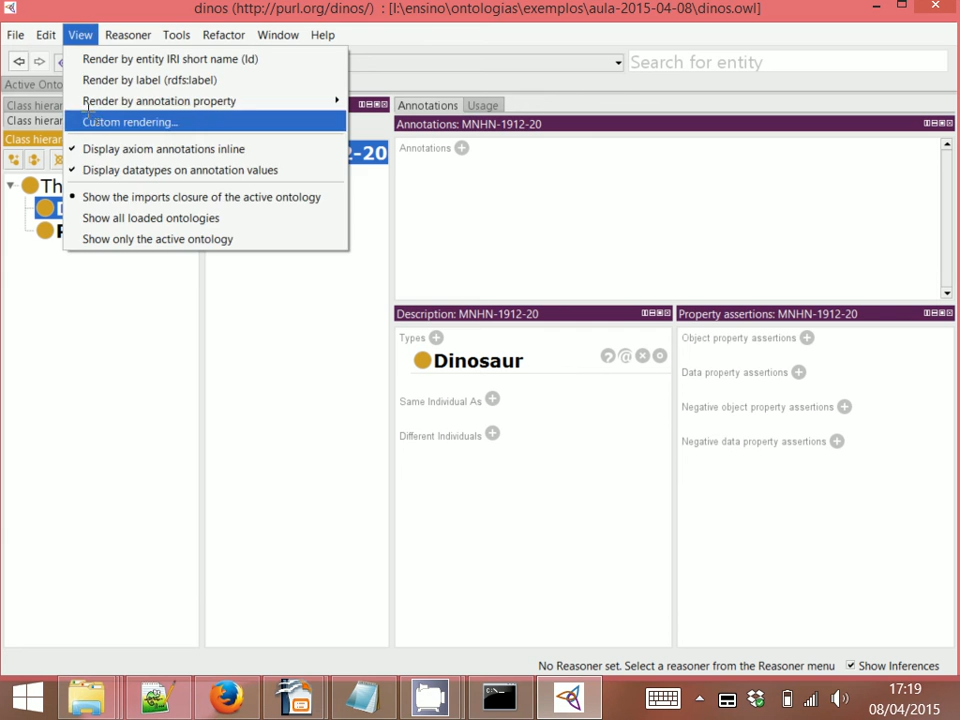 dinos (http://purl.org/dinos/) : [I:\ensino\ontologias\exemplos\aula-2015-04-08\dinos.owl]
File Edit View Reasoner Tools Refactor Window Help
Search for entity
Render by entity IRI short name (Id)
Render by label (rdfs:label)
Render by annotation property
Custom rendering...
Display axiom annotations inline
Display datatypes on annotation values
Show the imports closure of the active ontology
Show all loaded ontologies
Show only the active ontology
Active Onto
Class hierar
Class hierar
Class hierar
-20
Th
Annotations Usage
Annotations: MNHN-1912-20
Annotations
Description: MNHN-1912-20
Types
Dinosaur
Same Individual As
Different Individuals
Property assertions: MNHN-1912-20
Object property assertions
Data property assertions
Negative object property assertions
Negative data property assertions
No Reasoner set. Select a reasoner from the Reasoner menu Show Inferences
17:19
08/04/2015